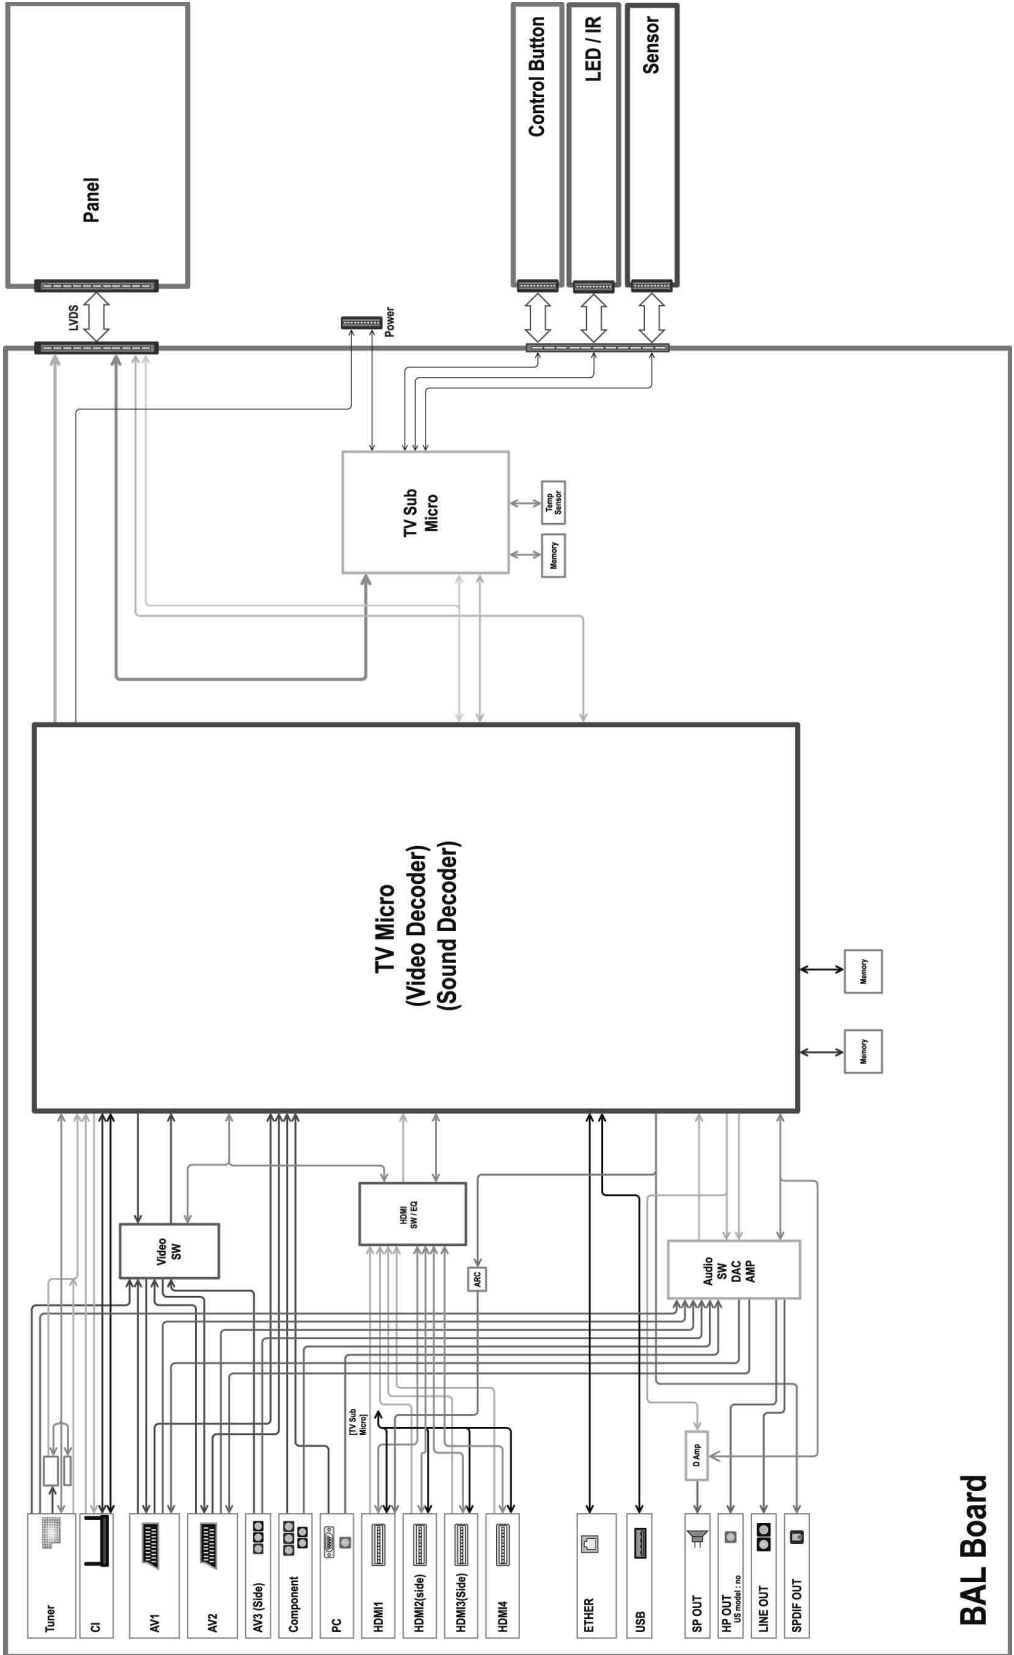 Panel
LVDS
Control Button
LED / IR
Sensor
Power
TV Sub
Micro
Temp
Sensor
Memory
TV Micro
(Video Decoder)
(Sound Decoder)
Memory
Memory
Video
SW
HDMI
SW / EQ
ARC
Audio
SW
DAC
AMP
[TV Sub
Micro]
D Amp
Tuner
CI
AV1
AV2
AV3 (Side)
Component
PC
HDMI1
HDMI2(side)
HDMI3(Side)
HDMI4
ETHER
USB
SP OUT
HP OUT
US model : no
LINE OUT
SPDIF OUT
BAL Board